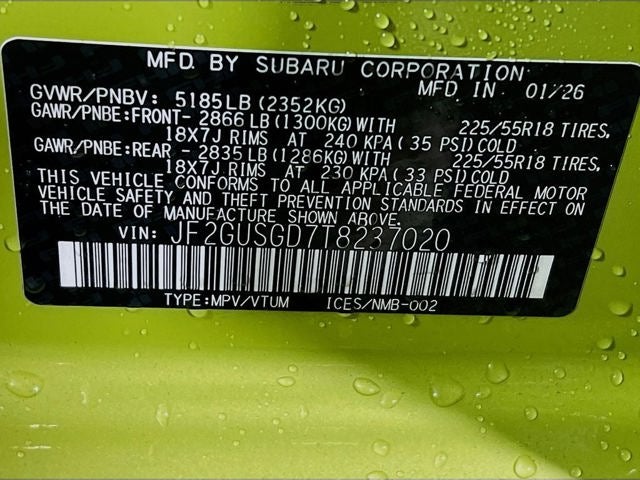 MFD. BY SUBARU CORPORATION
MFD IN 01/26
GVWR/PNBV: 5185LB (2352KG)
GAWR/PNBE:FRONT- 2866 LB (1300KG) WITH 225/55R18 TIRES,
18X7J RIMS AT 240 KPA (35 PSI) COLD
GAWR/PNBE:REAR - 2835 LB (1286KG) WITH 225/55R18 TIRES,
18X7J RIMS AT 230 KPA (33 PSI) COLD
THIS VEHICLE CONFORMS TO ALL APPLICABLE FEDERAL MOTOR
VEHICLE SAFETY AND THEFT PREVENTION STANDARDS IN EFFECT ON
THE DATE OF MANUFACTURE SHOWN ABOVE.
VIN: JF2GUSGD7T8237020
TYPE:MPV/VTUM ICES/NMB-002